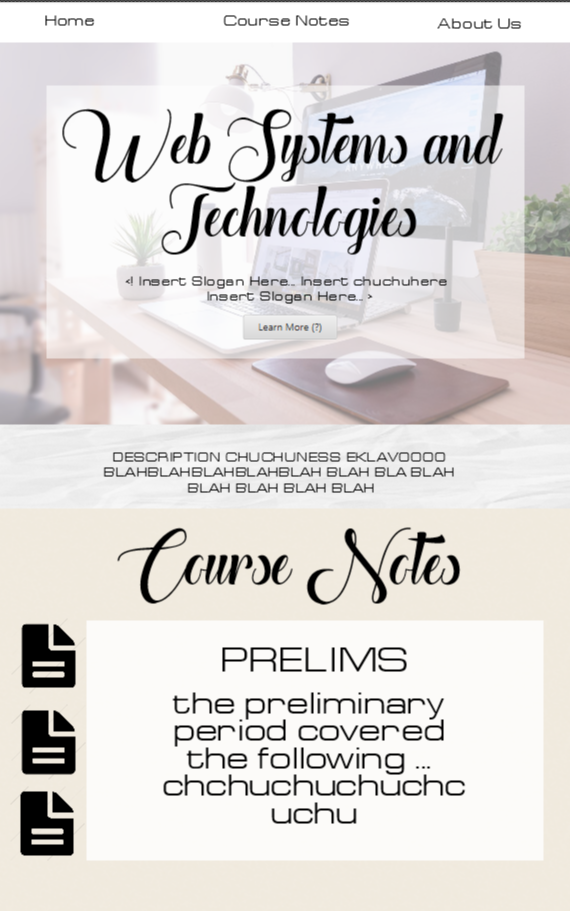 Home Course Notes About Us
Web Systems and
Technologies
<! Insert Slogan Here... Insert chuchuhere
Insert Slogan Here... >
Learn More (?)
DESCRIPTION CHUCHUNESS EKLAVOOOO
BLAHBLAHBLAHBLAHBLAH BLAH BLA BLAH
BLAH BLAH BLAH BLAH
Course Notes
PRELIMS
the preliminary
period covered
the following ...
chchuchuchuchc
uchu